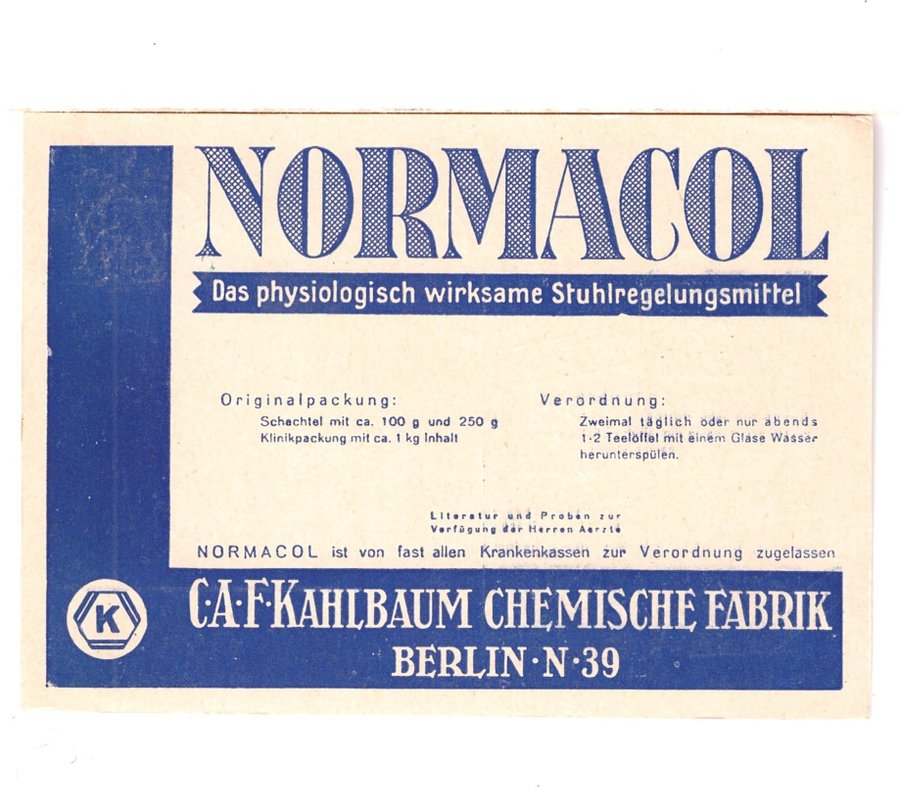 NORMACOL
Das physiologisch wirksame Stuhlregelungsmittel
Originalpackung:
Schachtel mit ca. 100 g und 250 g
Klinikpackung mit ca. 1 kg Inhalt
Verordnung:
Zweimal täglich oder nur abends
1-2 Teelöffel mit einem Glase Wasser
herunterspülen.
Literatur und Proben zur
Verfügung der Herren Aerzte
NORMACOL ist von fast allen Krankenkassen zur Verordnung zugelassen
K
C·A·F·KAHLBAUM CHEMISCHE FABRIK
BERLIN·N·39